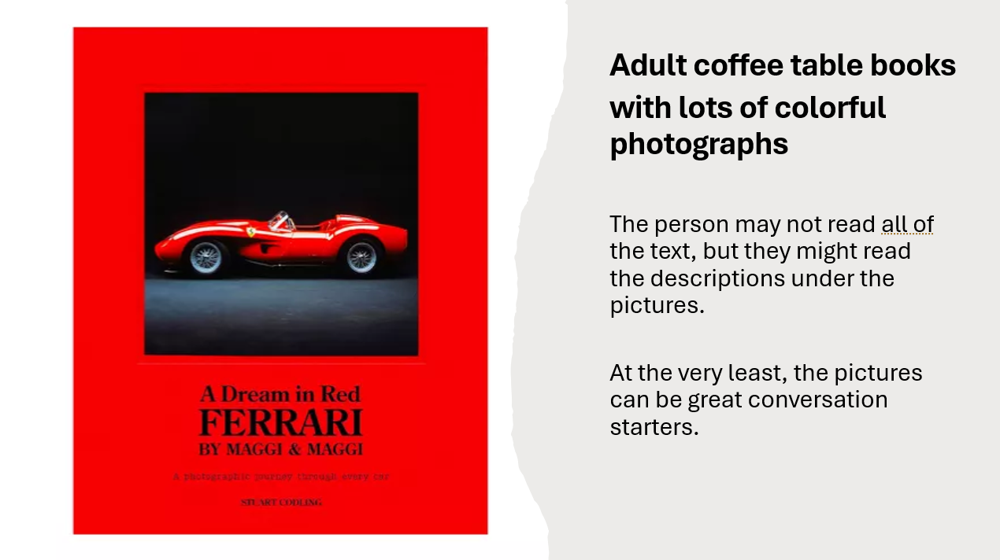 A Dream in Red
FERRARI
BY MAGGI & MAGGI
A photographic journey through every car
STUART CODLING
Adult coffee table books
with lots of colorful
photographs
The person may not read all of
the text, but they might read
the descriptions under the
pictures.
At the very least, the pictures
can be great conversation
starters.